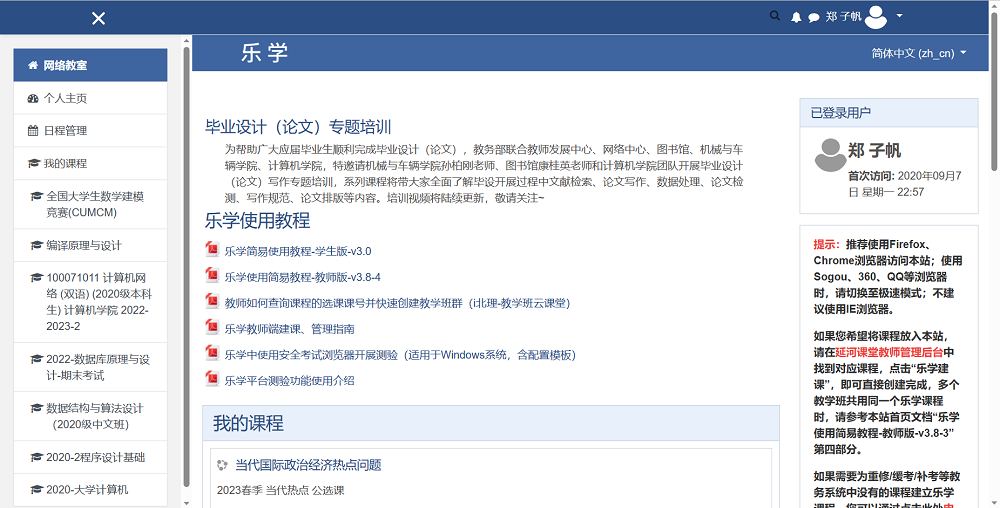 郑 子帆
乐 学
简体中文 (zh_cn)
网络教室
个人主页
日程管理
我的课程
全国大学生数学建模
竞赛(CUMCM)
编译原理与设计
100071011 计算机网
络 (双语) (2020级本科
生) 计算机学院 2022-
2023-2
2022-数据库原理与设
计-期末考试
数据结构与算法设计
（2020级中文班）
2020-2程序设计基础
2020-大学计算机
毕业设计（论文）专题培训
为帮助广大应届毕业生顺利完成毕业设计（论文），教务部联合教师发展中心、网络中心、图书馆、机械与车
辆学院、计算机学院，特邀请机械与车辆学院孙柏刚老师、图书馆康桂英老师和计算机学院团队开展毕业设计
（论文）写作专题培训，系列课程将带大家全面了解毕设开展过程中文献检索、论文写作、数据处理、论文检
测、写作规范、论文排版等内容。培训视频将陆续更新，敬请关注~
乐学使用教程
乐学简易使用教程-学生版-v3.0
乐学使用简易教程-教师版-v3.8-4
教师如何查询课程的选课课号并快速创建教学班群（i北理-教学班云课堂）
乐学教师端建课、管理指南
乐学中使用安全考试浏览器开展测验（适用于Windows系统，含配置模板）
乐学平台测验功能使用介绍
我的课程
当代国际政治经济热点问题
2023春季 当代热点 公选课
已登录用户
郑 子帆
首次访问: 2020年09月7
日 星期一 22:57
提示：推荐使用Firefox、
Chrome浏览器访问本站；使用
Sogou、360、QQ等浏览器
时，请切换至极速模式；不建
议使用IE浏览器。
如果您希望将课程放入本站，
请在延河课堂教师管理后台中
找到对应课程，点击“乐学建
课”，即可直接创建完成，多个
教学班共用同一个乐学课程
时，请参考本站首页文档“乐学
使用简易教程-教师版-v3.8-3”
第四部分。
如果需要为重修/缓考/补考等教
务系统中没有的课程建立乐学